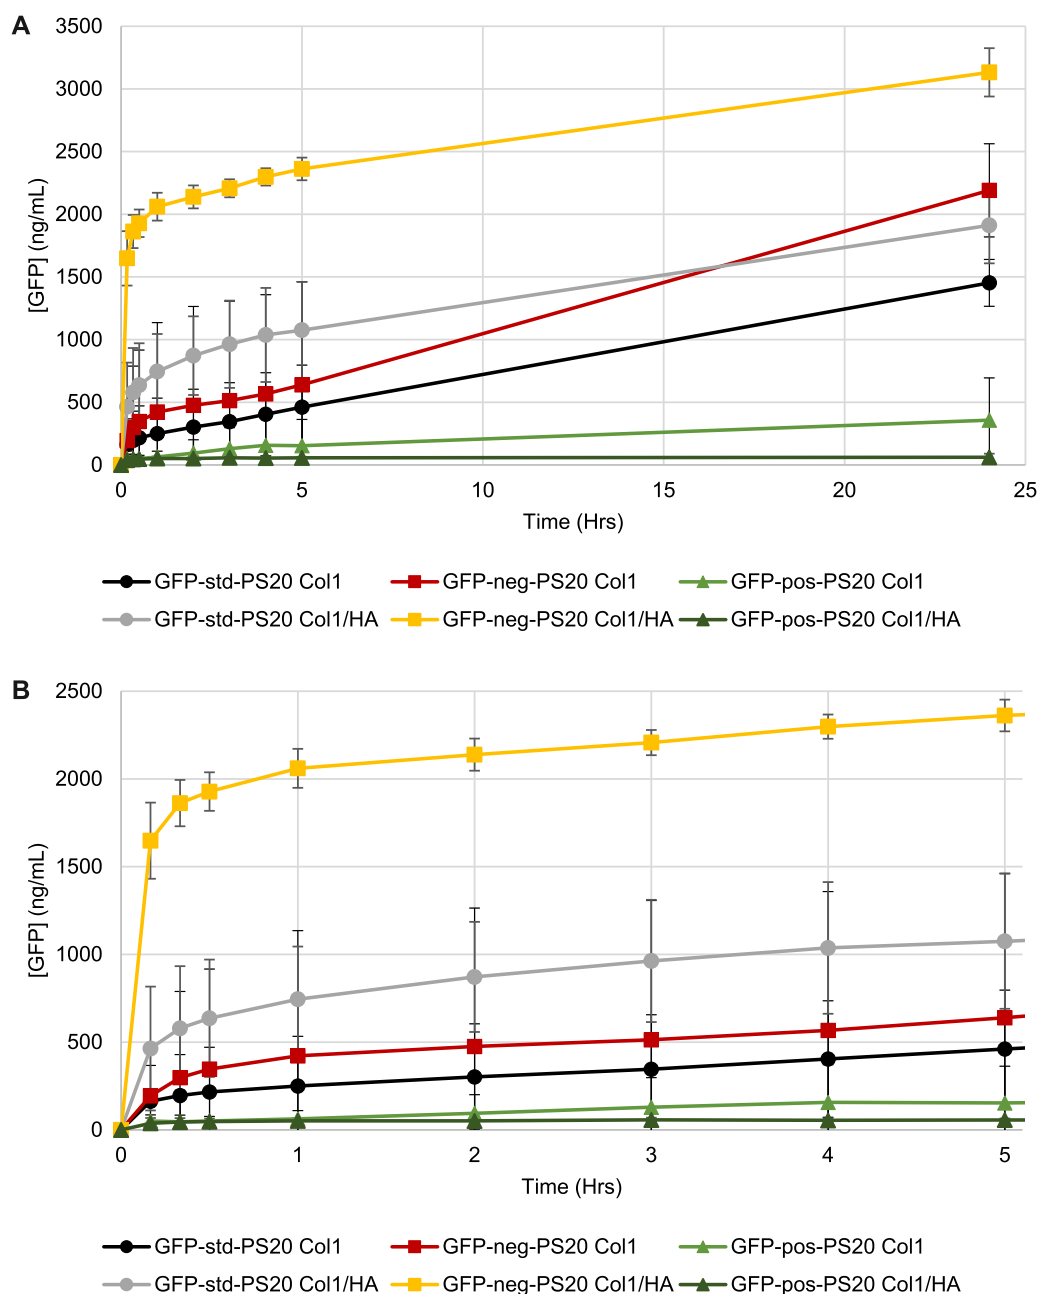 A
3500
3000
2500
2000
1500
1000
500
0
[GFP] (ng/mL)
0 5 10 15 20 25
Time (Hrs)
GFP-std-PS20 Col1 GFP-neg-PS20 Col1 GFP-pos-PS20 Col1
GFP-std-PS20 Col1/HA GFP-neg-PS20 Col1/HA GFP-pos-PS20 Col1/HA
B
2500
2000
1500
1000
500
0
[GFP] (ng/mL)
0 1 2 3 4 5
Time (Hrs)
GFP-std-PS20 Col1 GFP-neg-PS20 Col1 GFP-pos-PS20 Col1
GFP-std-PS20 Col1/HA GFP-neg-PS20 Col1/HA GFP-pos-PS20 Col1/HA